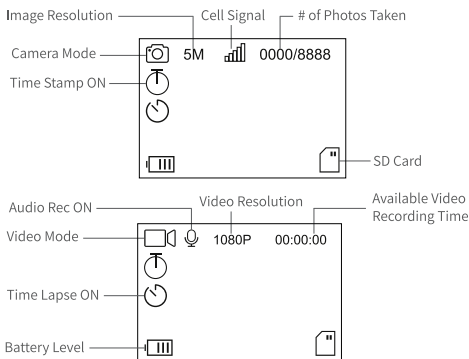 Image Resolution
Cell Signal
# of Photos Taken
Camera Mode
5M
0000/8888
Time Stamp ON
SD Card
Audio Rec ON
Video Resolution
Available Video
Recording Time
Video Mode
1080P
00:00:00
Time Lapse ON
Battery Level